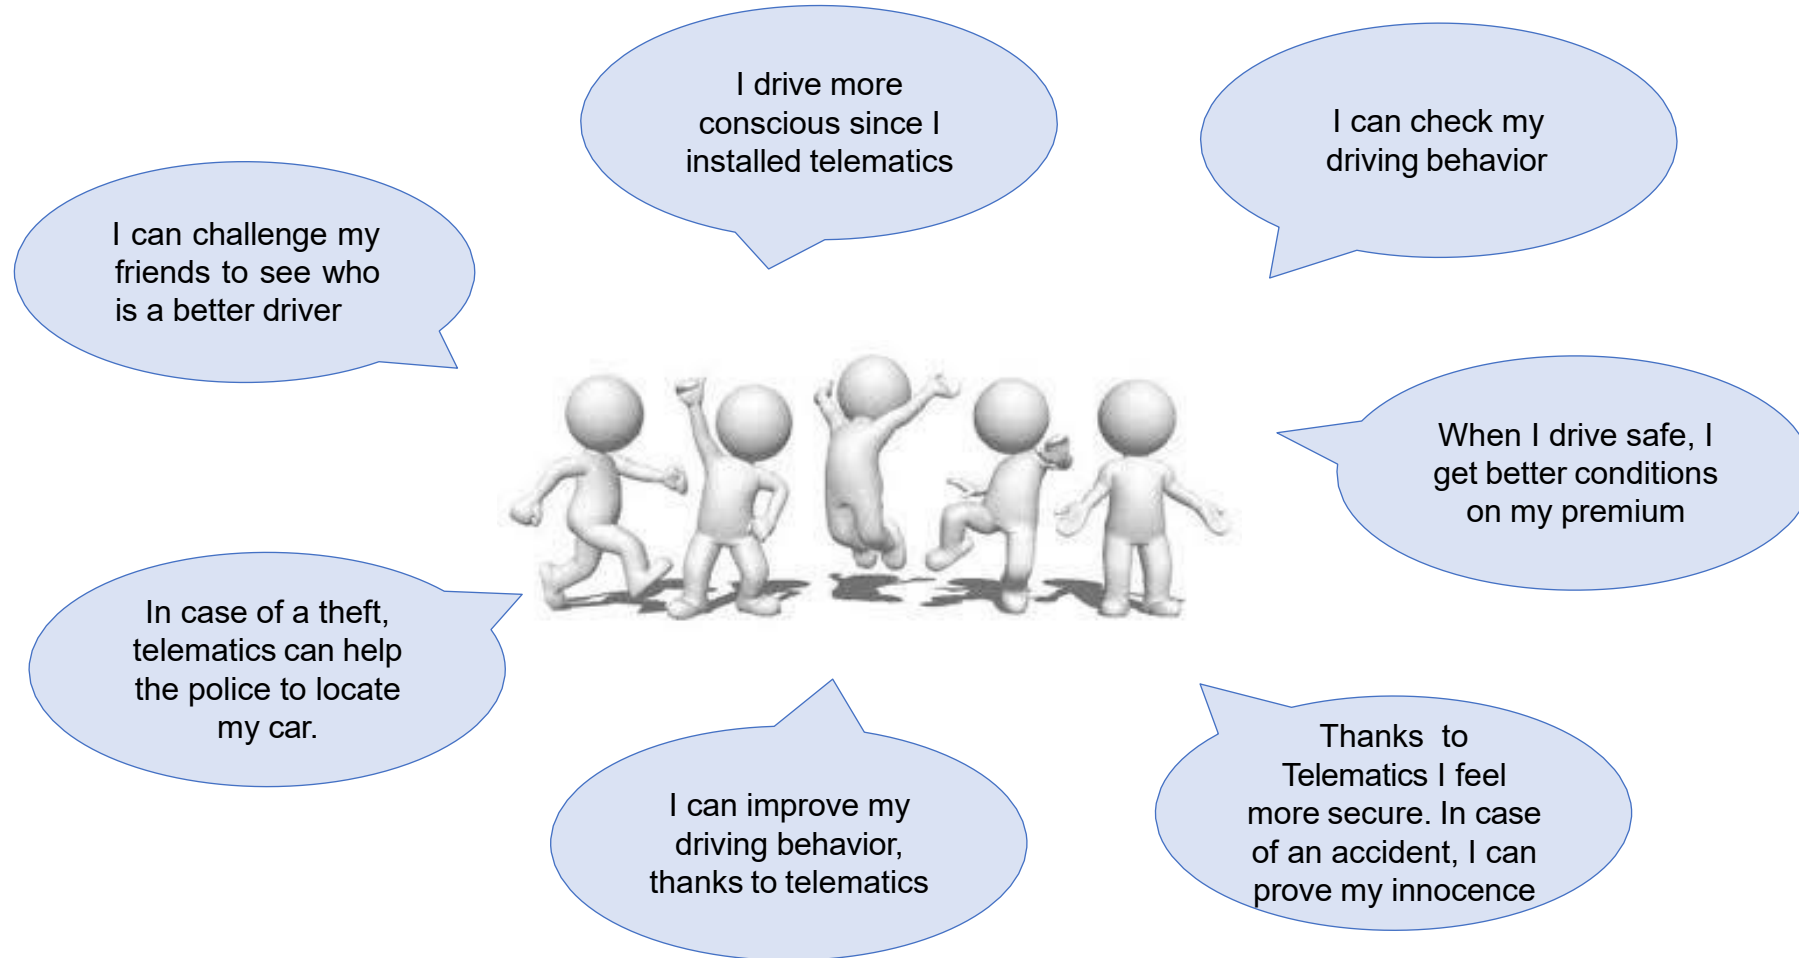 I drive more
conscious since I
installed telematics
I can check my
driving behavior
I can challenge my
friends to see who
is a better driver
When I drive safe, I
get better conditions
on my premium
In case of a theft,
telematics can help
the police to locate
my car.
Thanks to
Telematics I feel
more secure. In case
of an accident, I can
prove my innocence
I can improve my
driving behavior,
thanks to telematics